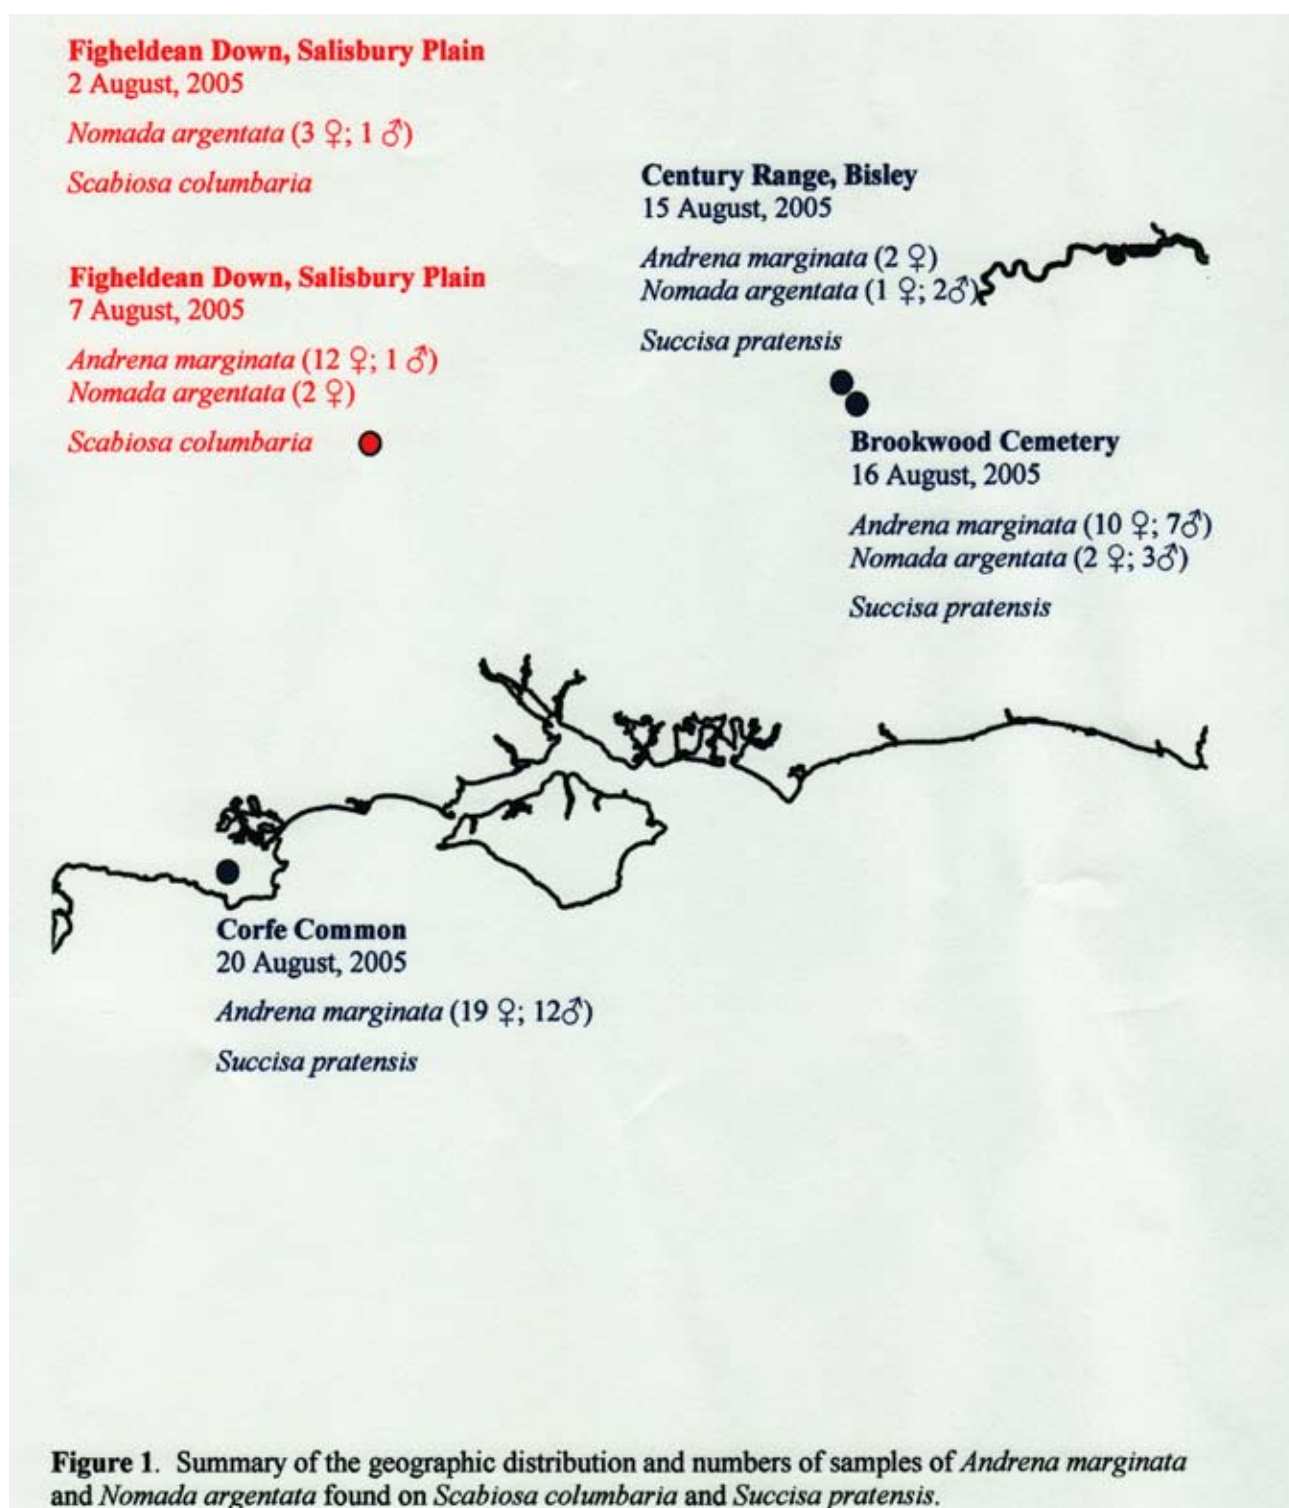 Figheldean Down, Salisbury Plain
2 August, 2005
Nomada argentata (3 ♀; 1 ♂)
Scabiosa columbaria
Figheldean Down, Salisbury Plain
7 August, 2005
Andrena marginata (12 ♀; 1 ♂)
Nomada argentata (2 ♀)
Scabiosa columbaria
Century Range, Bisley
15 August, 2005
Andrena marginata (2 ♀)
Nomada argentata (1 ♀; 2♂)
Succisa pratensis
Brookwood Cemetery
16 August, 2005
Andrena marginata (10 ♀; 7♂)
Nomada argentata (2 ♀; 3♂)
Succisa pratensis
Corfe Common
20 August, 2005
Andrena marginata (19 ♀; 12♂)
Succisa pratensis
Figure 1. Summary of the geographic distribution and numbers of samples of Andrena marginata
and Nomada argentata found on Scabiosa columbaria and Succisa pratensis.